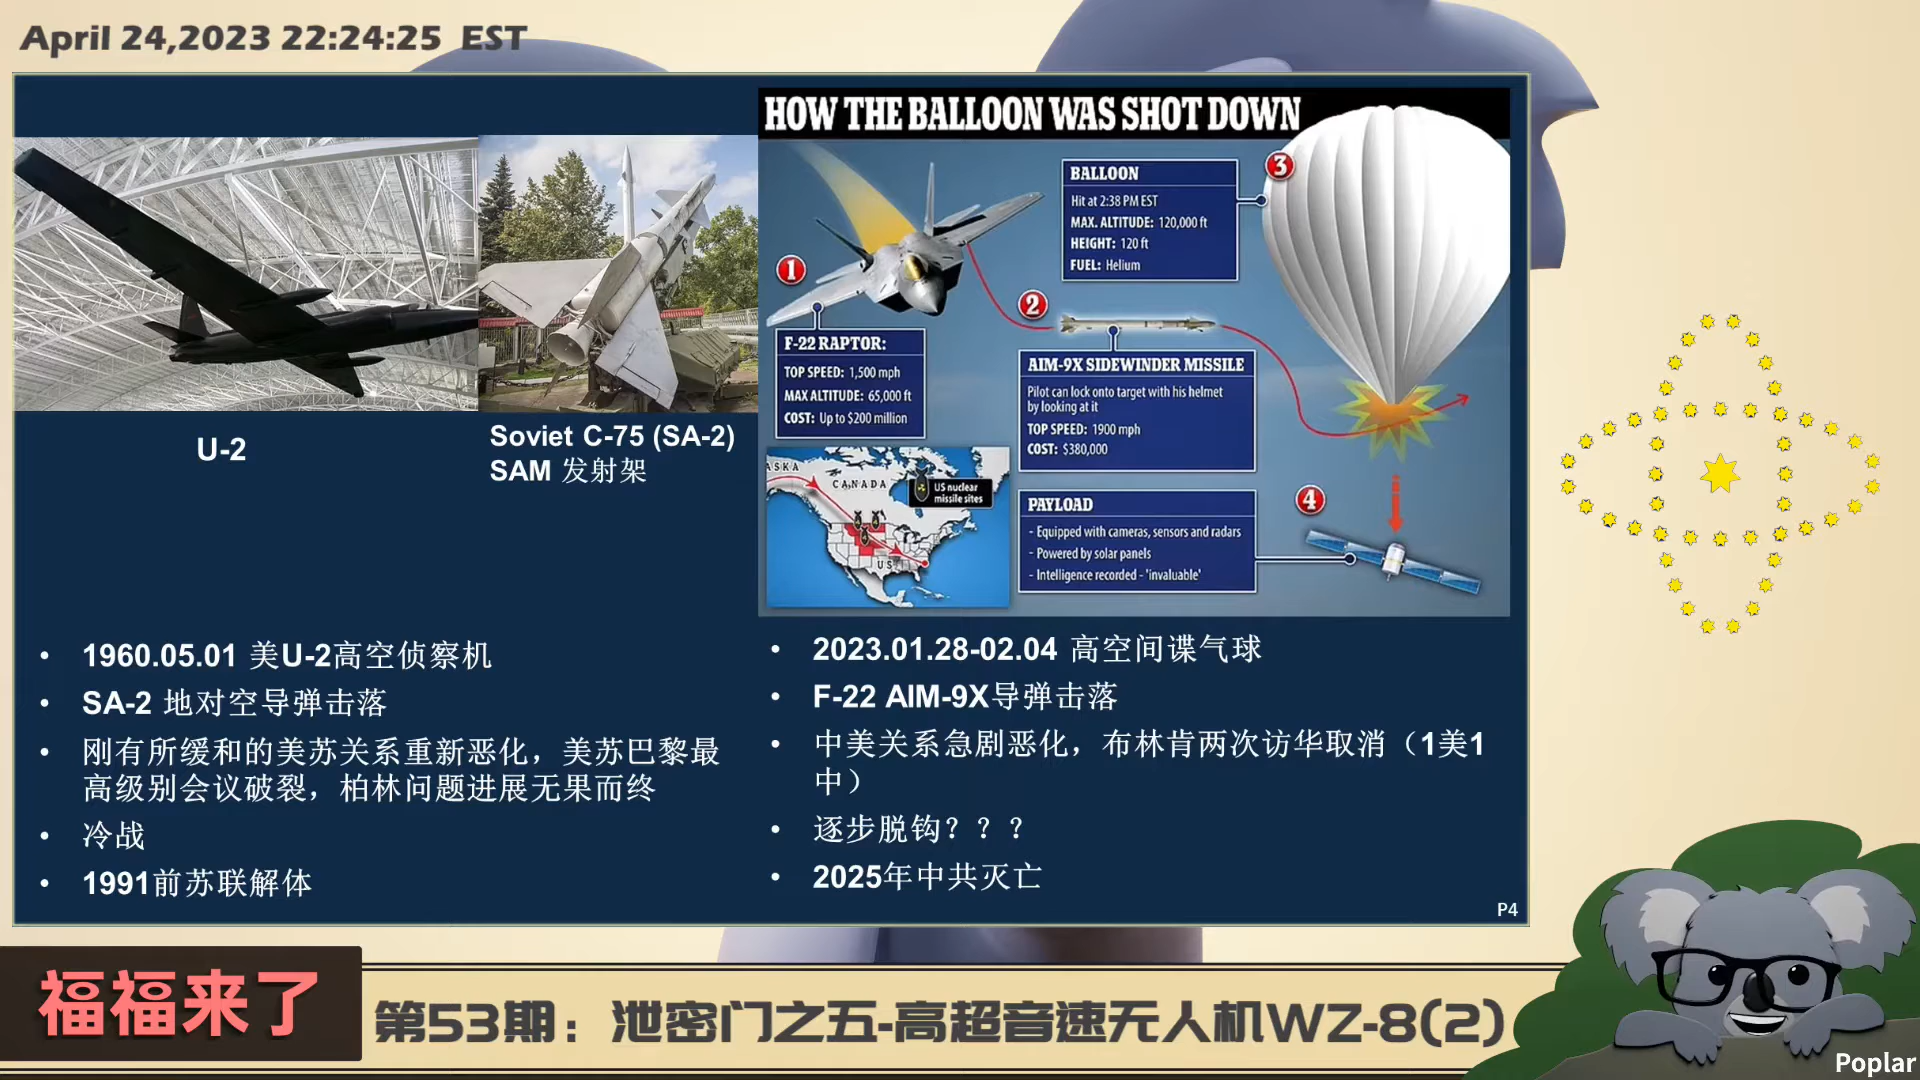 April 24,2023 22:24:25 EST
HOW THE BALLOON WAS SHOT DOWN
1
F-22 RAPTOR:
TOP SPEED: 1,500 mph
MAX ALTITUDE: 65,000 ft
COST: Up to $200 million
2
AIM-9X SIDEWINDER MISSILE
Pilot can lock onto target with his helmet
by looking at it
TOP SPEED: 1900 mph
COST: $380,000
3
BALLOON
Hit at 2:38 PM EST
MAX. ALTITUDE: 120,000 ft
HEIGHT: 120 ft
FUEL: Helium
4
PAYLOAD
- Equipped with cameras, sensors and radars
- Powered by solar panels
- Intelligence recorded - 'invaluable'
ASKA
CANADA
US nuclear
missile sites
US
U-2
Soviet C-75 (SA-2)
SAM 发射架
• 1960.05.01 美U-2高空侦察机
• SA-2 地对空导弹击落
• 刚有所缓和的美苏关系重新恶化，美苏巴黎最
高级别会议破裂，柏林问题进展无果而终
• 冷战
• 1991前苏联解体
• 2023.01.28-02.04 高空间谍气球
• F-22 AIM-9X导弹击落
• 中美关系急剧恶化，布林肯两次访华取消（1美1
中）
• 逐步脱钩？？？
• 2025年中共灭亡
P4
福福来了
第53期：泄密门之五-高超音速无人机WZ-8(2)
Poplar